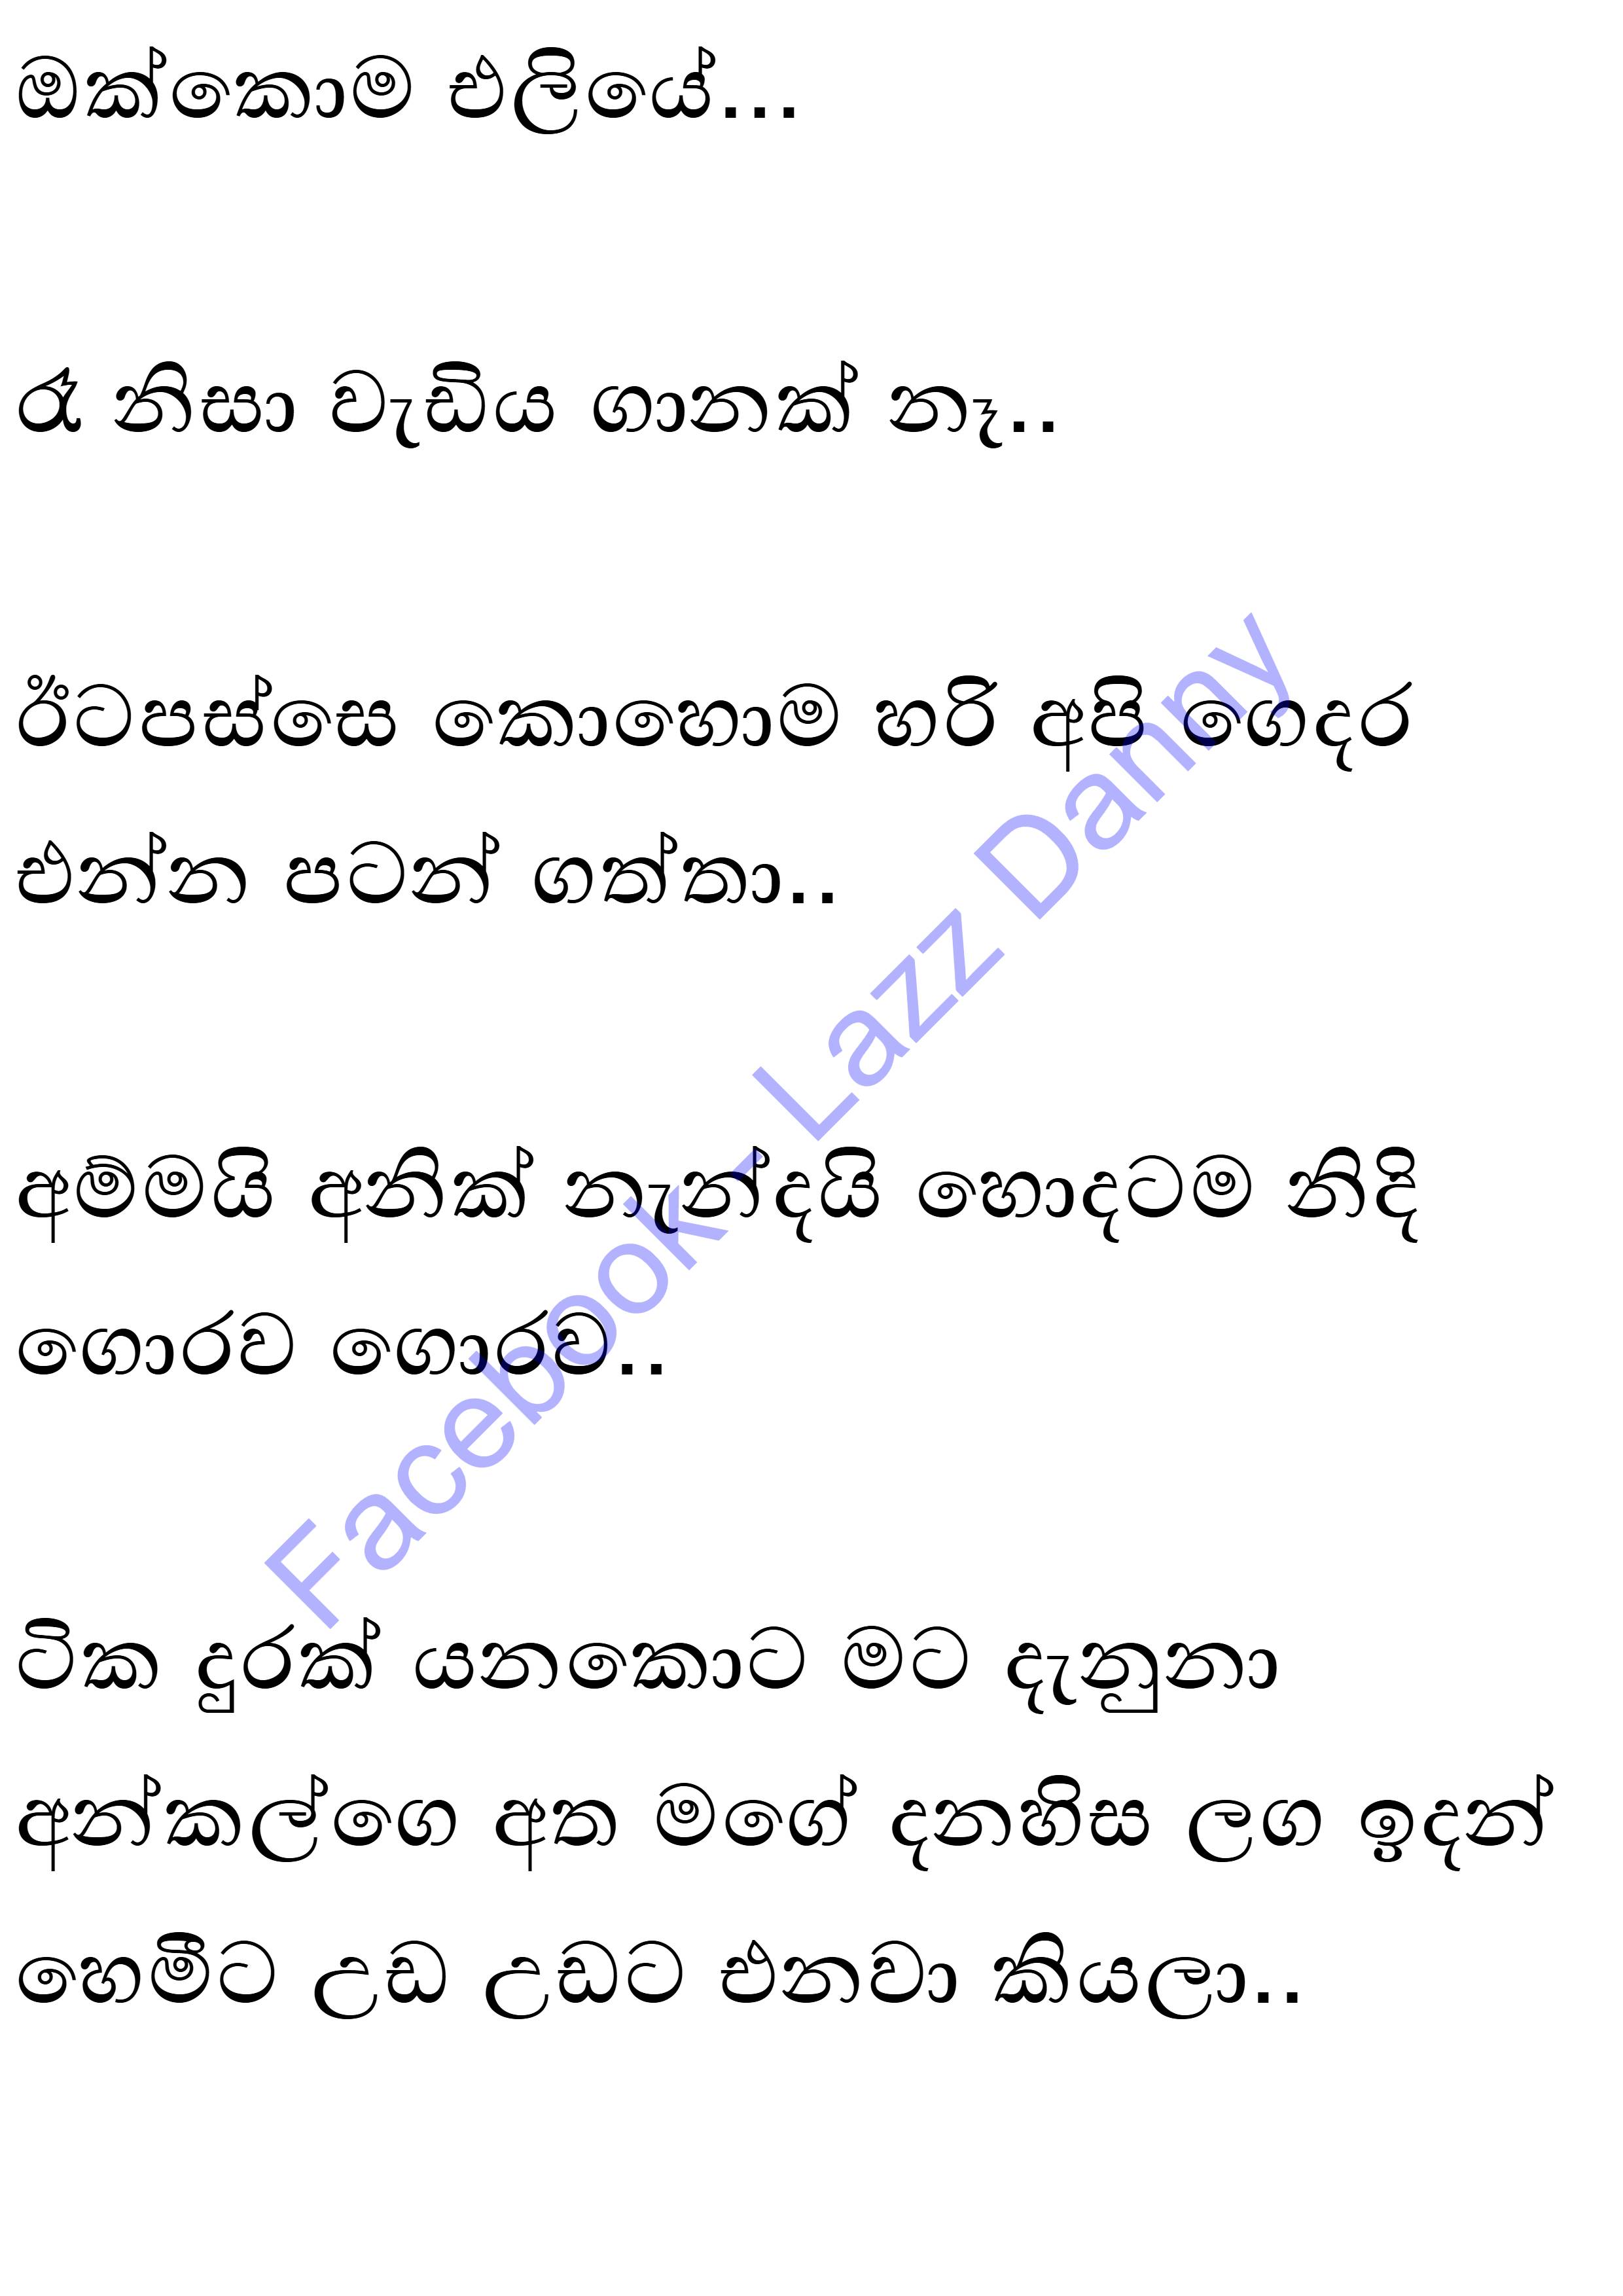 ඔක්කොම එලියේ...
රෑ නිසා වැඩිය ගානක් නෑ..
ඊටපස්සෙ කොහොම හරි අපි ගෙදර
එන්න පටන් ගත්තා..
අම්මයි අනික් නැන්දයි හොදටම නිදි
ගොරව ගොරව..
ටික දුරක් යනකොට මට දැනුනා
අන්කල්ගෙ අත මගේ දනහිස ලග ඉදන්
හෙමීට උඩ උඩට එනවා කියලා..
Facebook - Lazz Danny